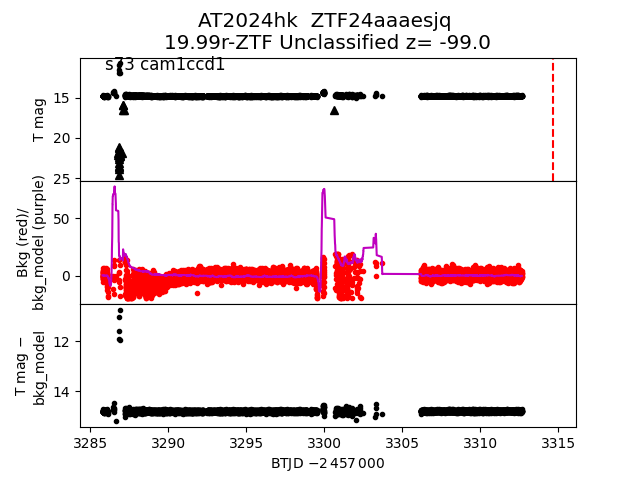 AT2024hk  ZTF24aaaesjq
19.99r-ZTF Unclassified z= -99.0
s73 cam1ccd1
T mag
15
20
25
Bkg (red)/
bkg_model (purple)
50
0
T mag −
bkg_model
12
14
3285 3290 3295 3300 3305 3310 3315
BTJD −2 457 000